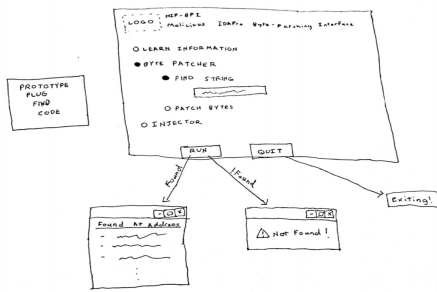 LOGO
MIP-BPI
Malicious IDAPro Byte-Patching Interface
LEARN INFORMATION
BYTE PATCHER
FIND STRING
PATCH BYTES
INJECTOR
RUN QUIT
PROTOTYPE
PLUG
FIND
CODE
Found
!Found
Exiting!
- □ X
Found At Address
- □ X
Not Found!